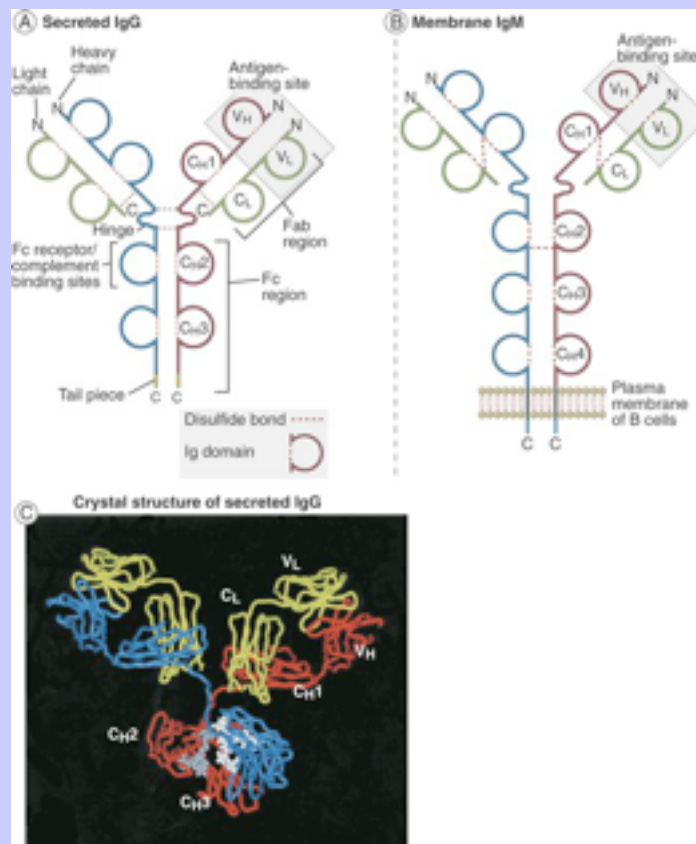 A Secreted IgG
Heavy
chain
Light
chain
N
N
Antigen-
binding site
VH
N
N
CH1
VL
CL
C
C
Hinge
Fab
region
Fc receptor/
complement
binding sites
CH2
Fc
region
CH3
Tail piece
C C
Disulfide bond
Ig domain
B Membrane IgM
Antigen-
binding site
N
N
VH
N
N
CH1
VL
CL
CH2
CH3
CH4
Plasma
membrane
of B cells
C C
C Crystal structure of secreted IgG
VL
CL
VH
CH1
CH2
CH3